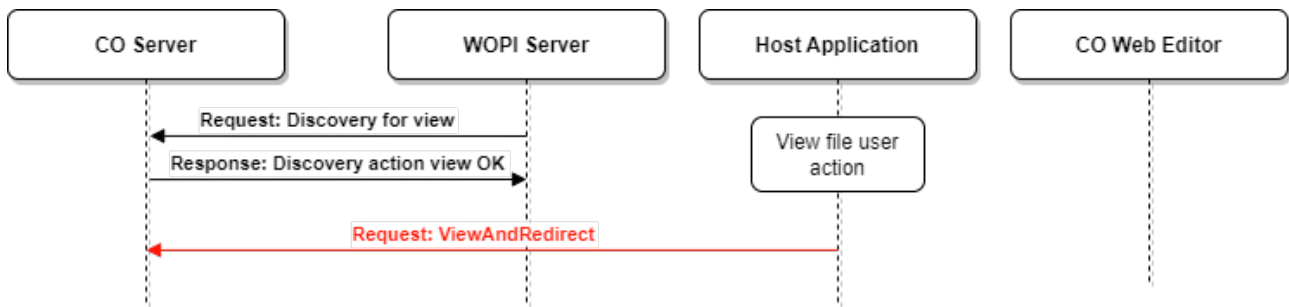 CO Server
WOPI Server
Host Application
CO Web Editor
Request: Discovery for view
View file user
action
Response: Discovery action view OK
Request: ViewAndRedirect